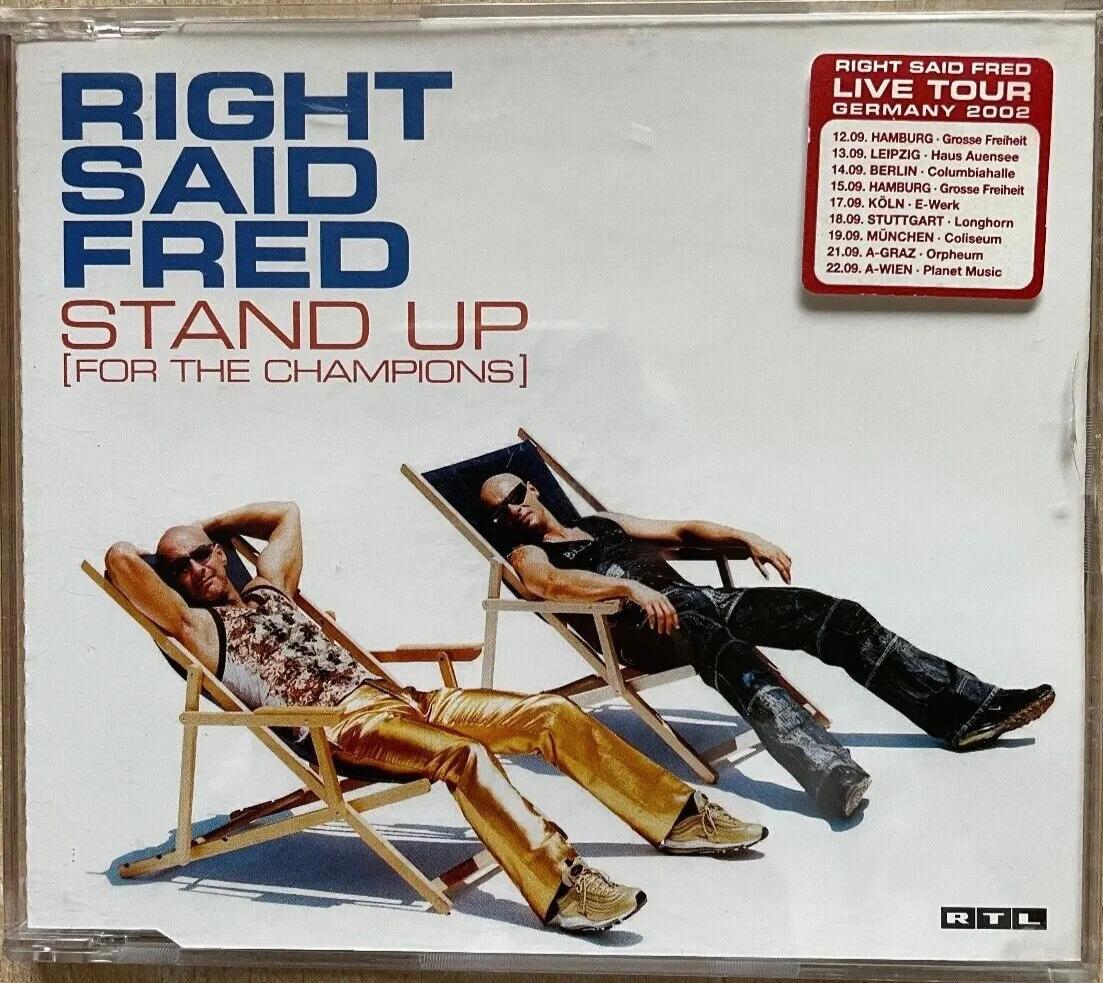 RIGHT
SAID
FRED
STAND UP
[FOR THE CHAMPIONS]
RIGHT SAID FRED
LIVE TOUR
GERMANY 2002
12.09. HAMBURG · Grosse Freiheit
13.09. LEIPZIG · Haus Auensee
14.09. BERLIN · Columbiahalle
15.09. HAMBURG · Grosse Freiheit
17.09. KÖLN · E-Werk
18.09. STUTTGART · Longhorn
19.09. MÜNCHEN · Coliseum
21.09. A-GRAZ · Orpheum
22.09. A-WIEN · Planet Music
RTL